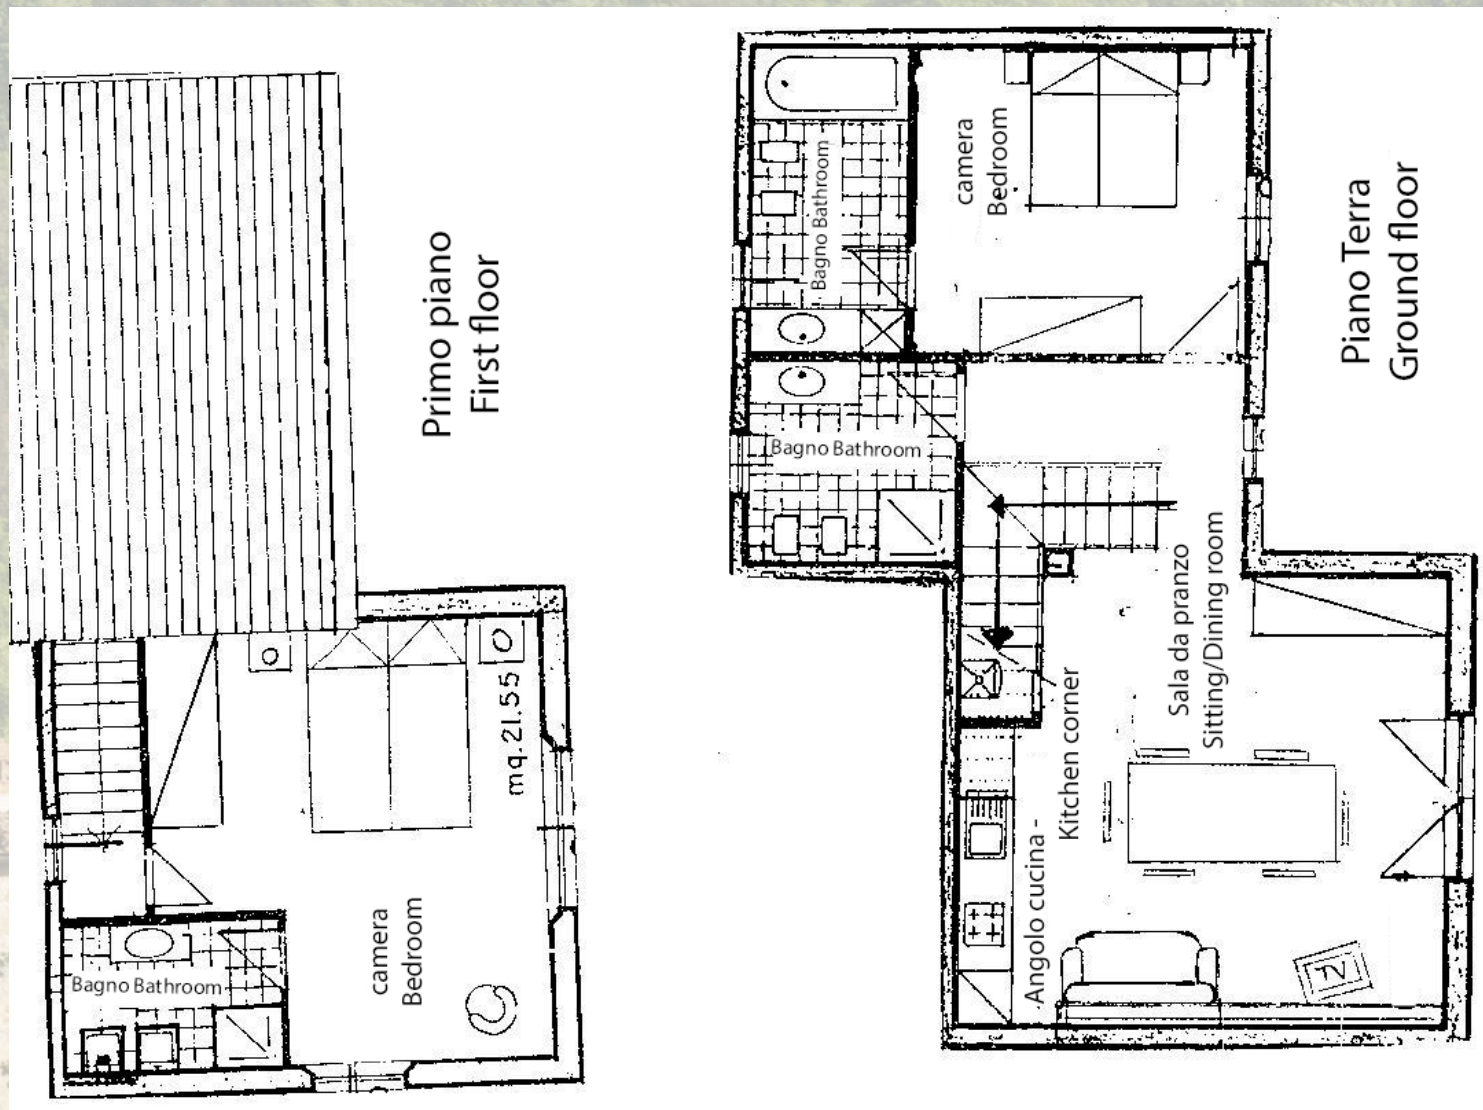 Primo piano
First floor
mq.21.55
camera
Bedroom
Bagno Bathroom
Piano Terra
Ground floor
camera
Bedroom
Bagno Bathroom
Bagno Bathroom
Sala da pranzo
Sitting/Dining room
Angolo cucina -
Kitchen corner
TV